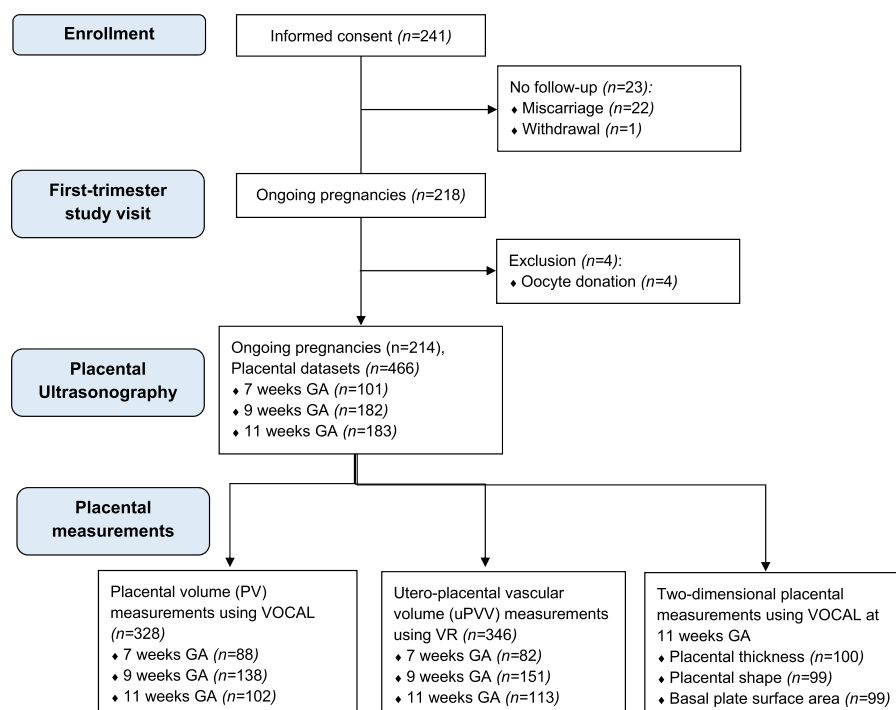 Enrollment
Informed consent (n=241)
No follow-up (n=23):
♦ Miscarriage (n=22)
♦ Withdrawal (n=1)
First-trimester
study visit
Ongoing pregnancies (n=218)
Exclusion (n=4):
♦ Oocyte donation (n=4)
Placental
Ultrasonography
Ongoing pregnancies (n=214),
Placental datasets (n=466)
♦ 7 weeks GA (n=101)
♦ 9 weeks GA (n=182)
♦ 11 weeks GA (n=183)
Placental
measurements
Placental volume (PV)
measurements using VOCAL
(n=328)
♦ 7 weeks GA (n=88)
♦ 9 weeks GA (n=138)
♦ 11 weeks GA (n=102)
Utero-placental vascular
volume (uPVV) measurements
using VR (n=346)
♦ 7 weeks GA (n=82)
♦ 9 weeks GA (n=151)
♦ 11 weeks GA (n=113)
Two-dimensional placental
measurements using VOCAL at
11 weeks GA
♦ Placental thickness (n=100)
♦ Placental shape (n=99)
♦ Basal plate surface area (n=99)